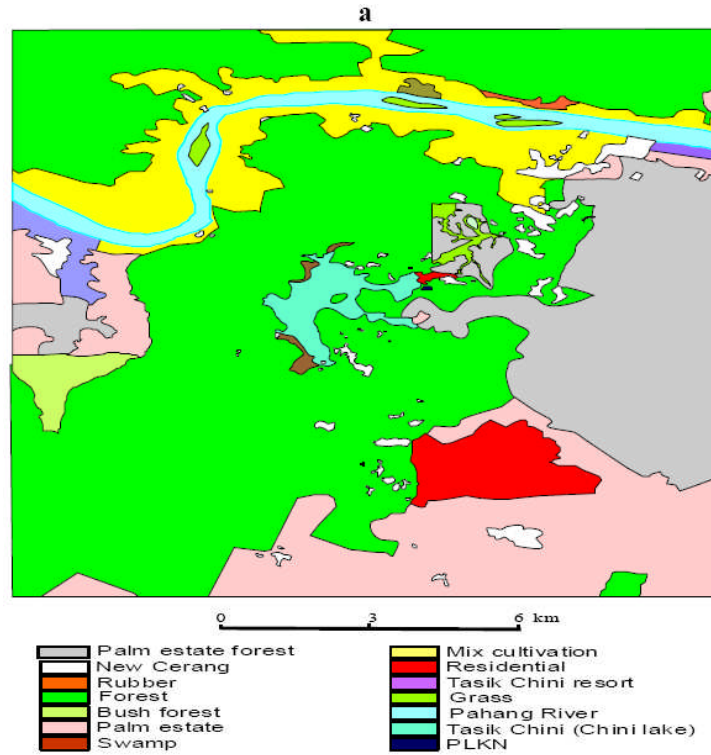 a
0 3 6 km
Palm estate forest
New Cerang
Rubber
Forest
Bush forest
Palm estate
Swamp
Mix cultivation
Residential
Tasik Chini resort
Grass
Pahang River
Tasik Chini (Chini lake)
PLKN